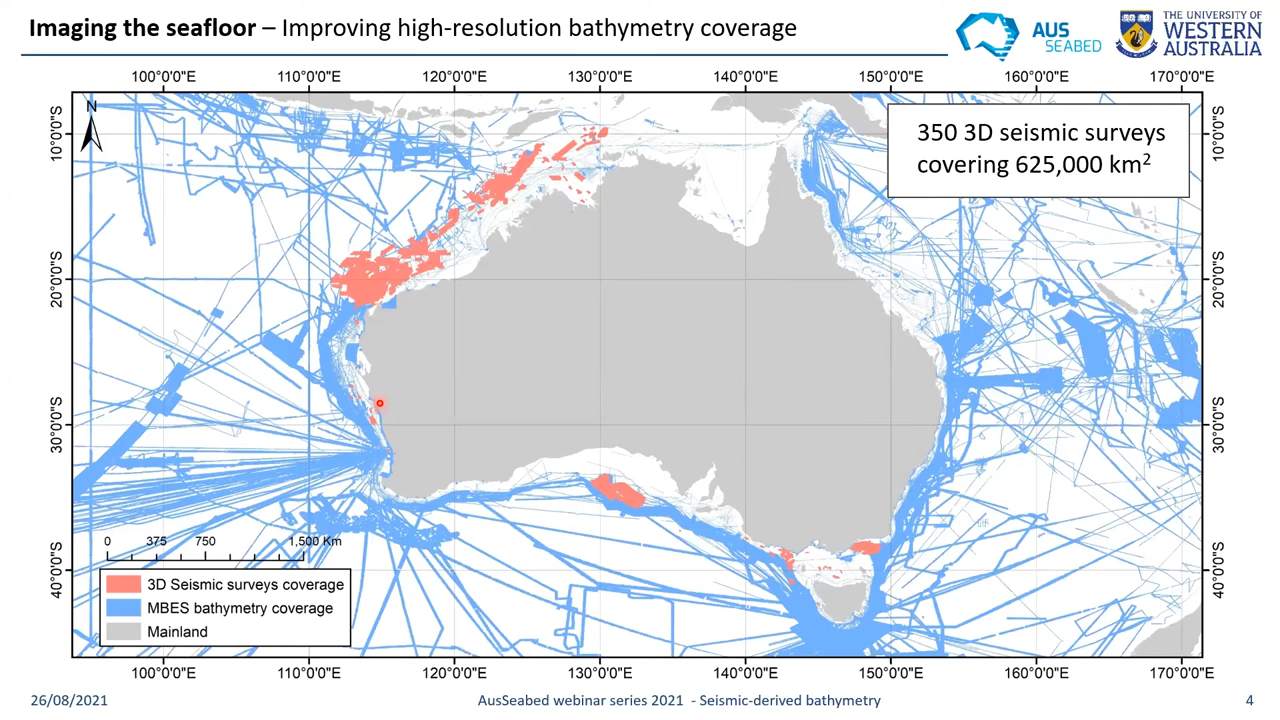 Imaging the seafloor – Improving high-resolution bathymetry coverage
AUS
SEABED
THE UNIVERSITY OF
WESTERN
AUSTRALIA
100°0'0"E 110°0'0"E 120°0'0"E 130°0'0"E 140°0'0"E 150°0'0"E 160°0'0"E 170°0'0"E
N
350 3D seismic surveys
covering 625,000 km²
10°0'0"S
20°0'0"S
30°0'0"S
40°0'0"S
10°0'0"S
20°0'0"S
30°0'0"S
40°0'0"S
0 375 750 1,500 Km
3D Seismic surveys coverage
MBES bathymetry coverage
Mainland
100°0'0"E 110°0'0"E 120°0'0"E 130°0'0"E 140°0'0"E 150°0'0"E 160°0'0"E 170°0'0"E
26/08/2021 AusSeabed webinar series 2021 - Seismic-derived bathymetry 4